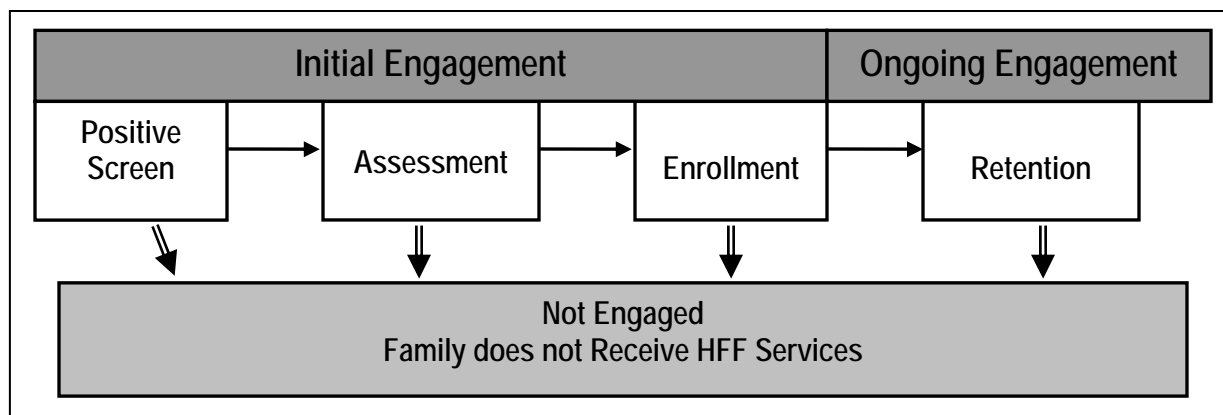 Initial Engagement
Ongoing Engagement
Positive
Screen
Assessment
Enrollment
Retention
Not Engaged
Family does not Receive HFF Services